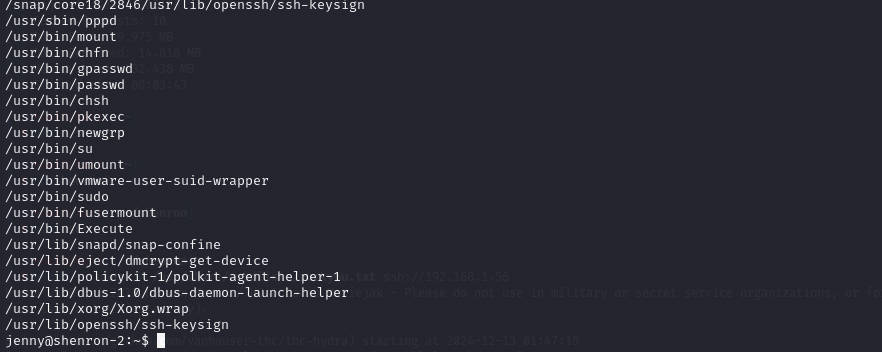 /snap/core18/2846/usr/lib/openssh/ssh-keysign
/usr/sbin/pppd
/usr/bin/mount
/usr/bin/chfn
/usr/bin/gpasswd
/usr/bin/passwd
/usr/bin/chsh
/usr/bin/pkexec
/usr/bin/newgrp
/usr/bin/su
/usr/bin/umount
/usr/bin/vmware-user-suid-wrapper
/usr/bin/sudo
/usr/bin/fusermount
/usr/bin/Execute
/usr/lib/snapd/snap-confine
/usr/lib/eject/dmcrypt-get-device
/usr/lib/policykit-1/polkit-agent-helper-1
/usr/lib/dbus-1.0/dbus-daemon-launch-helper
/usr/lib/xorg/Xorg.wrap
/usr/lib/openssh/ssh-keysign
jenny@shenron-2:~$